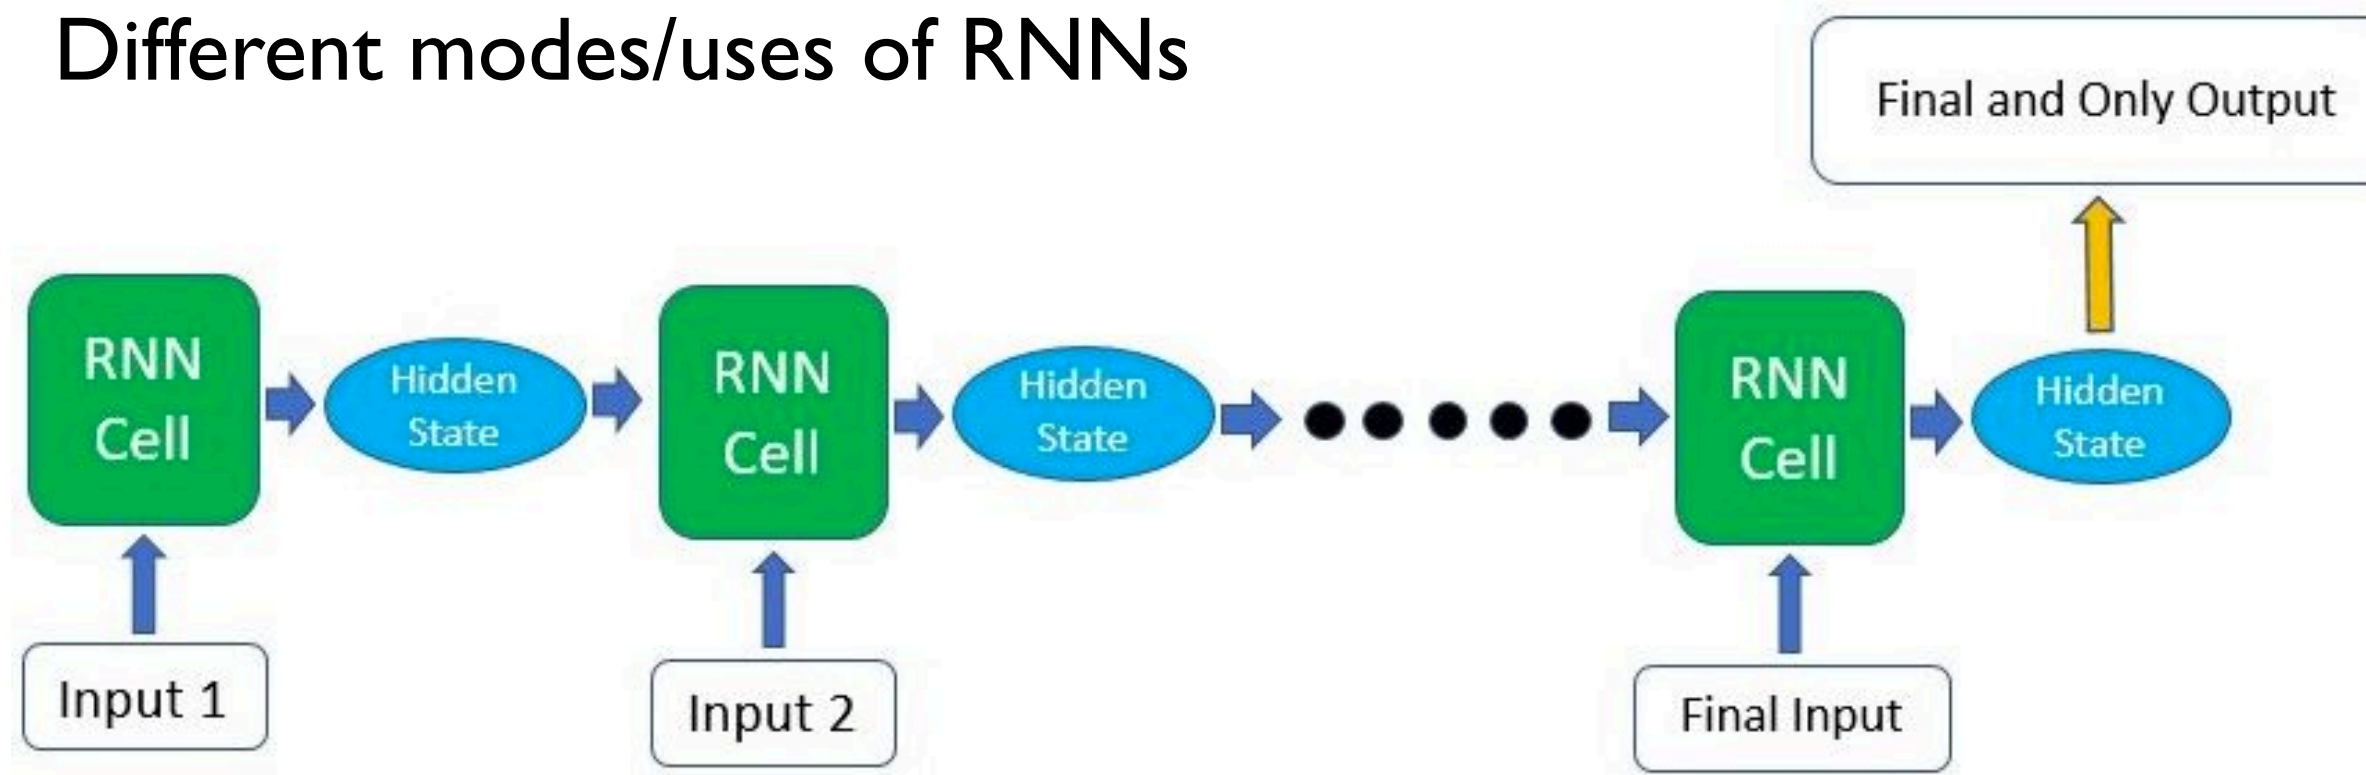 Different modes/uses of RNNs
Final and Only Output
RNN
Cell
Hidden
State
RNN
Cell
Hidden
State
RNN
Cell
Hidden
State
Input 1
Input 2
Final Input